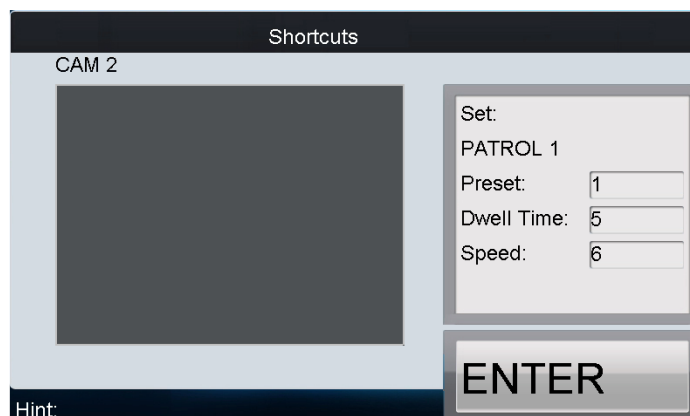 Shortcuts
CAM 2
Set:
PATROL 1
Preset: 1
Dwell Time: 5
Speed: 6
ENTER
Hint: